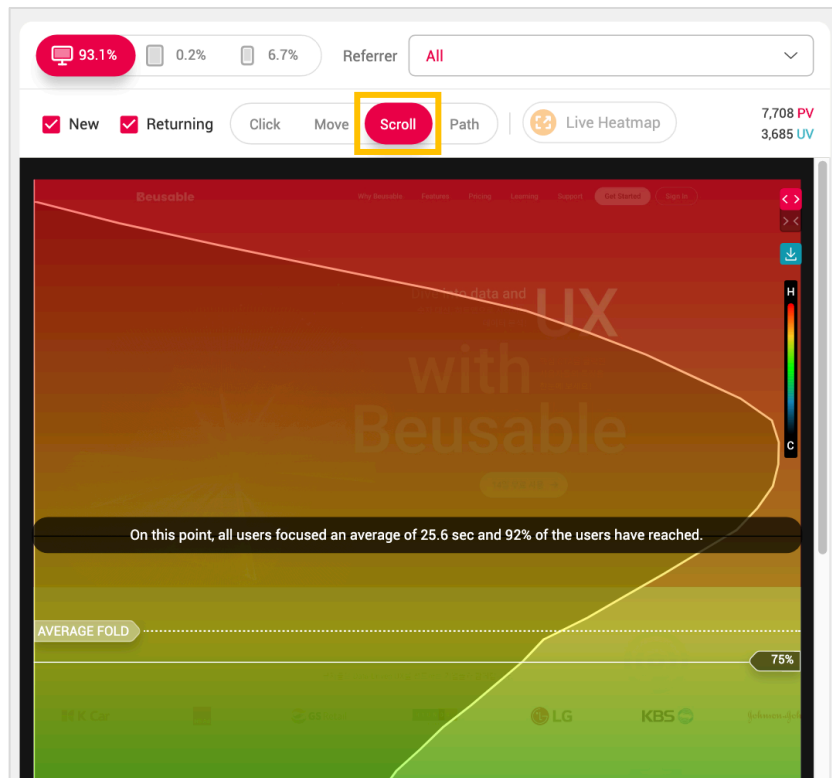 93.1%
0.2%
6.7%
Referrer
All
New
Returning
Click
Move
Scroll
Path
Live Heatmap
7,708 PV
3,685 UV
Beusable
Why Beusable
Features
Pricing
Learning
Support
Get Started
Sign In
< >
> <
H
data and
UX
with
Beusable
C
On this point, all users focused an average of 25.6 sec and 92% of the users have reached.
AVERAGE FOLD
75%
K Car
LG
KBS